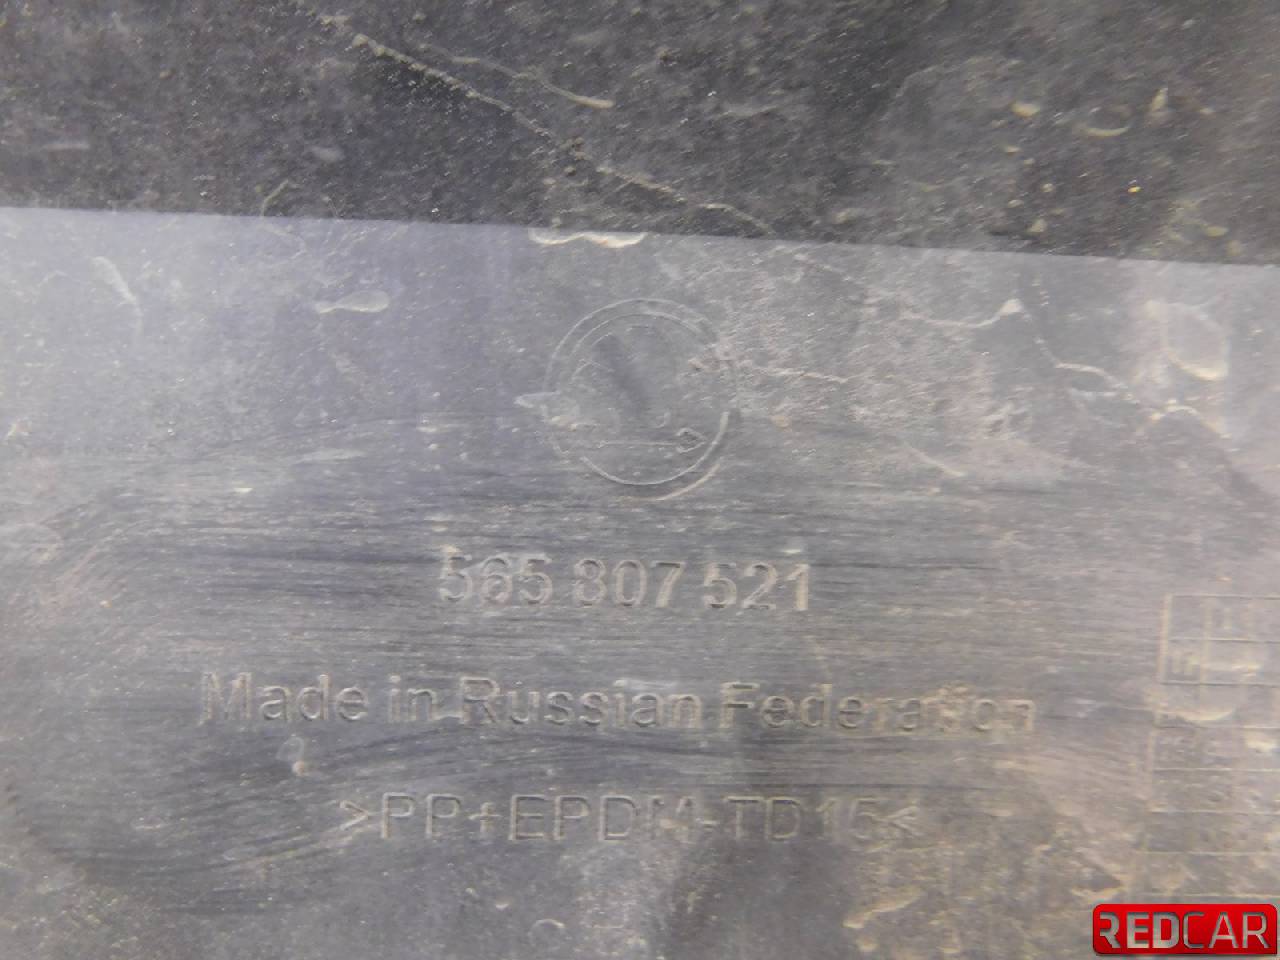 565 807 521
Made in Russian Federation
>PP+EPDM-TD15<
REDCAR